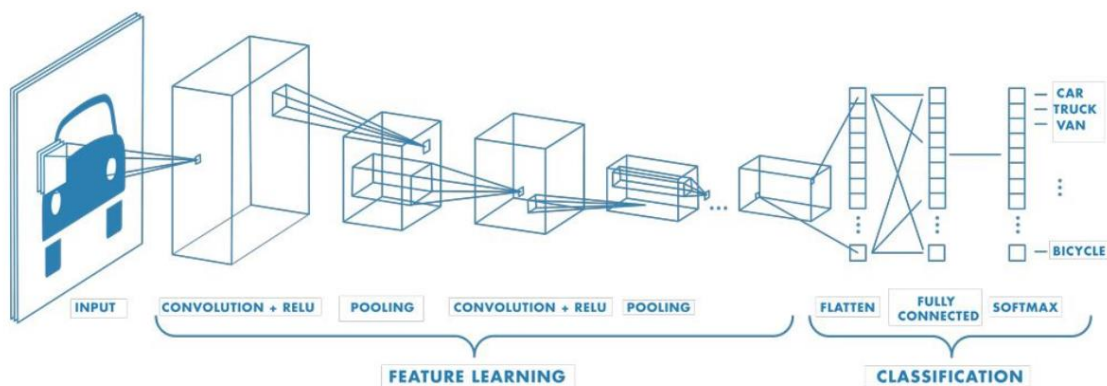 CAR
TRUCK
VAN
BICYCLE
INPUT
CONVOLUTION + RELU
POOLING
CONVOLUTION + RELU
POOLING
FLATTEN
FULLY
CONNECTED
SOFTMAX
FEATURE LEARNING
CLASSIFICATION